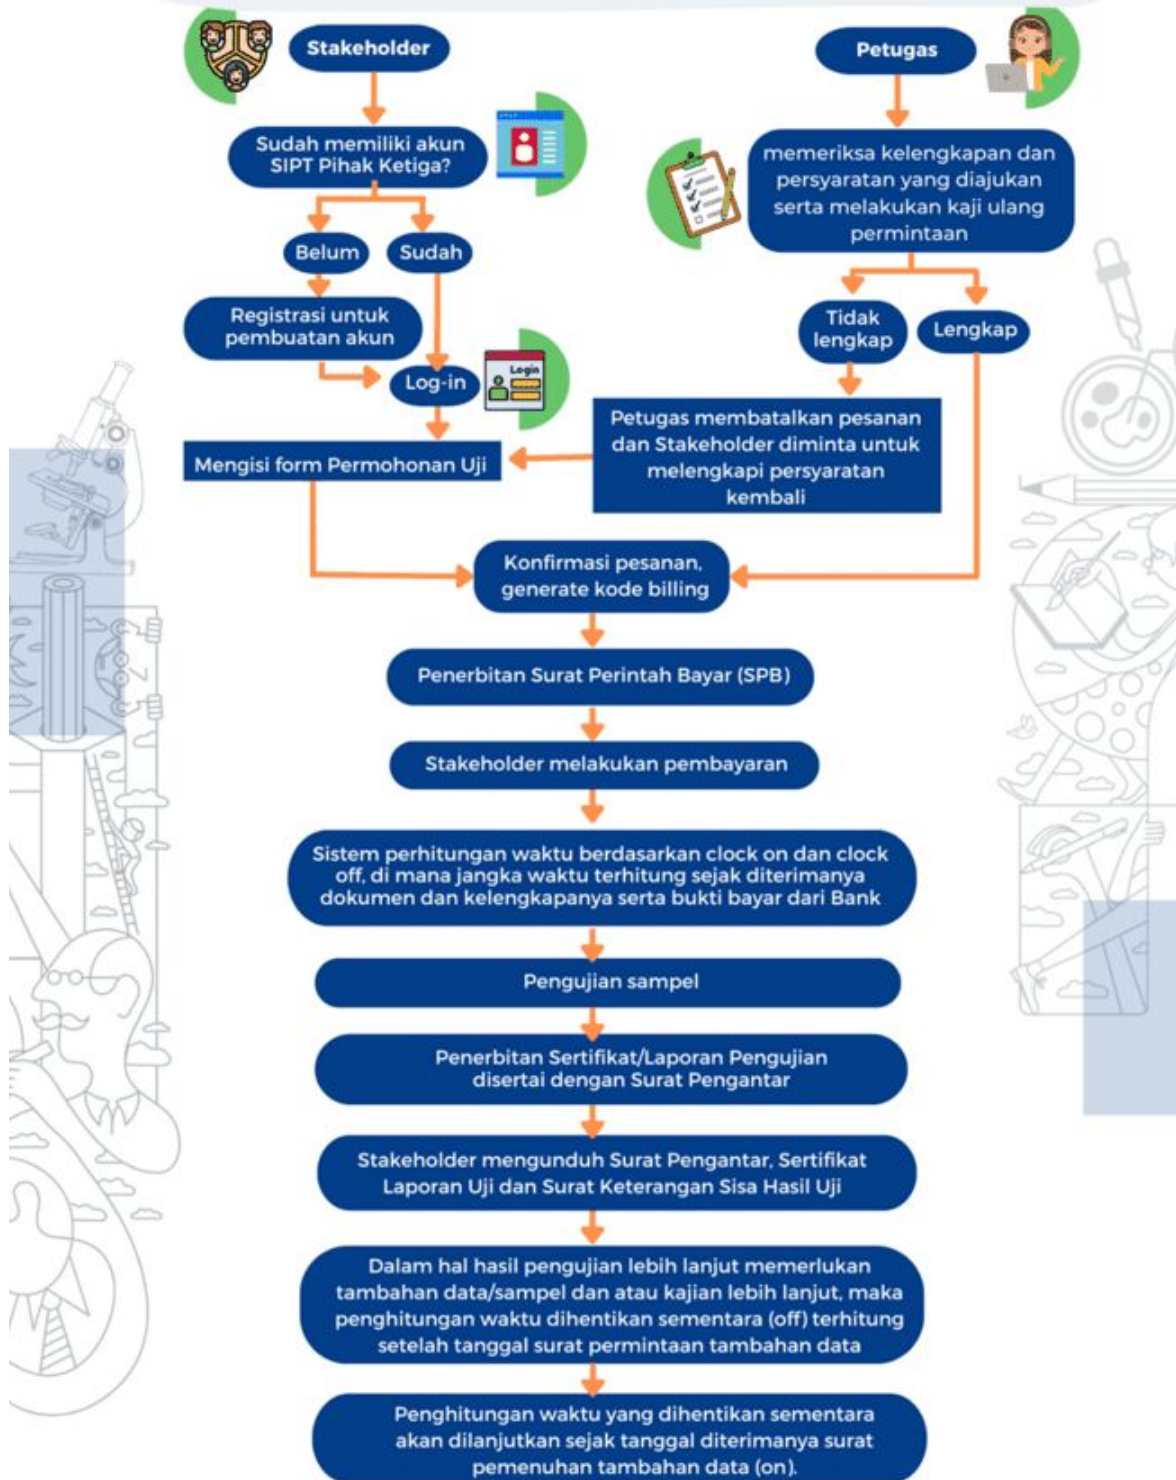 Stakeholder
Sudah memiliki akun
SIPT Pihak Ketiga?
Belum
Sudah
Registrasi untuk
pembuatan akun
Login
Log-in
Mengisi form Permohonan Uji
Petugas
memeriksa kelengkapan dan
persyaratan yang diajukan
serta melakukan kaji ulang
permintaan
Tidak
lengkap
Lengkap
Petugas membatalkan pesanan
dan Stakeholder diminta untuk
melengkapi persyaratan
kembali
Konfirmasi pesanan,
generate kode billing
Penerbitan Surat Perintah Bayar (SPB)
Stakeholder melakukan pembayaran
Sistem perhitungan waktu berdasarkan clock on dan clock
off, di mana jangka waktu terhitung sejak diterimanya
dokumen dan kelengkapanya serta bukti bayar dari Bank
Pengujian sampel
Penerbitan Sertifikat/Laporan Pengujian
disertai dengan Surat Pengantar
Stakeholder mengunduh Surat Pengantar, Sertifikat
Laporan Uji dan Surat Keterangan Sisa Hasil Uji
Dalam hal hasil pengujian lebih lanjut memerlukan
tambahan data/sampel dan atau kajian lebih lanjut, maka
penghitungan waktu dihentikan sementara (off) terhitung
setelah tanggal surat permintaan tambahan data
Penghitungan waktu yang dihentikan sementara
akan dilanjutkan sejak tanggal diterimanya surat
pemenuhan tambahan data (on).